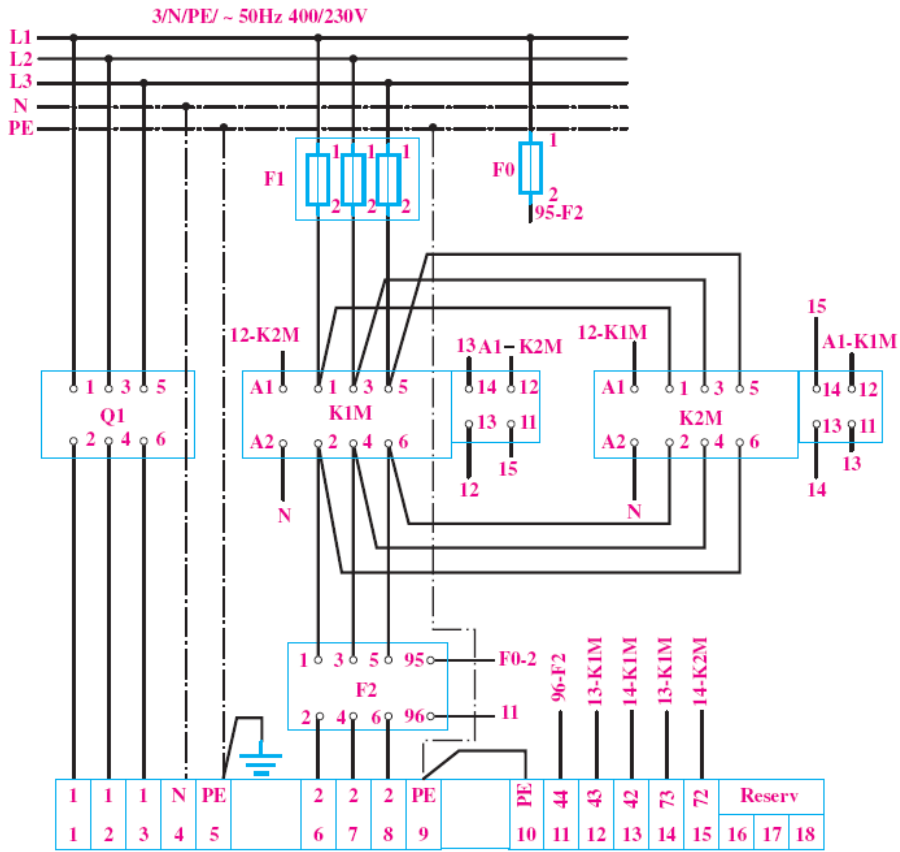 3/N/PE/ ~ 50Hz 400/230V
L1
L2
L3
N
PE
F1
1 1 1
2 2 2
F0
1
2
95-F2
12-K2M
13 A1 – K2M
12-K1M
15
A1-K1M
1 3 5
Q1
2 4 6
A1 1 3 5
K1M
A2 2 4 6
14 12
13 11
A1 1 3 5
K2M
A2 2 4 6
14 12
13 11
N
12
15
N
14
13
1 3 5 95
F2
2 4 6 96
F0-2
11
96-F2
13-K1M
14-K1M
13-K1M
14-K2M
1 1 1 N PE 2 2 2 PE PE 44 43 42 73 72 Reserv
1 2 3 4 5 6 7 8 9 10 11 12 13 14 15 16 17 18